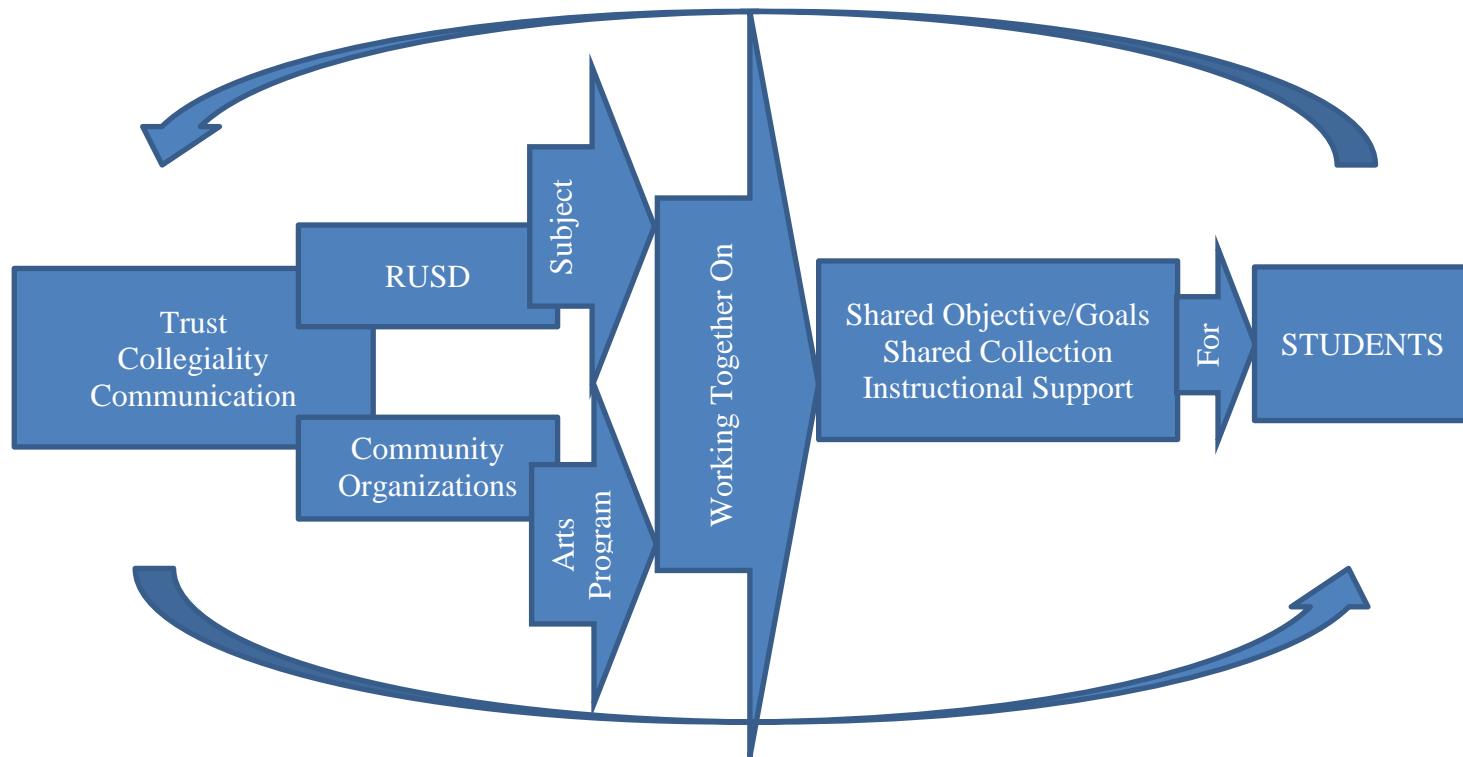 Trust
Collegiality
Communication
RUSD
Community
Organizations
Subject
Arts
Program
Working Together On
Shared Objective/Goals
Shared Collection
Instructional Support
For
STUDENTS